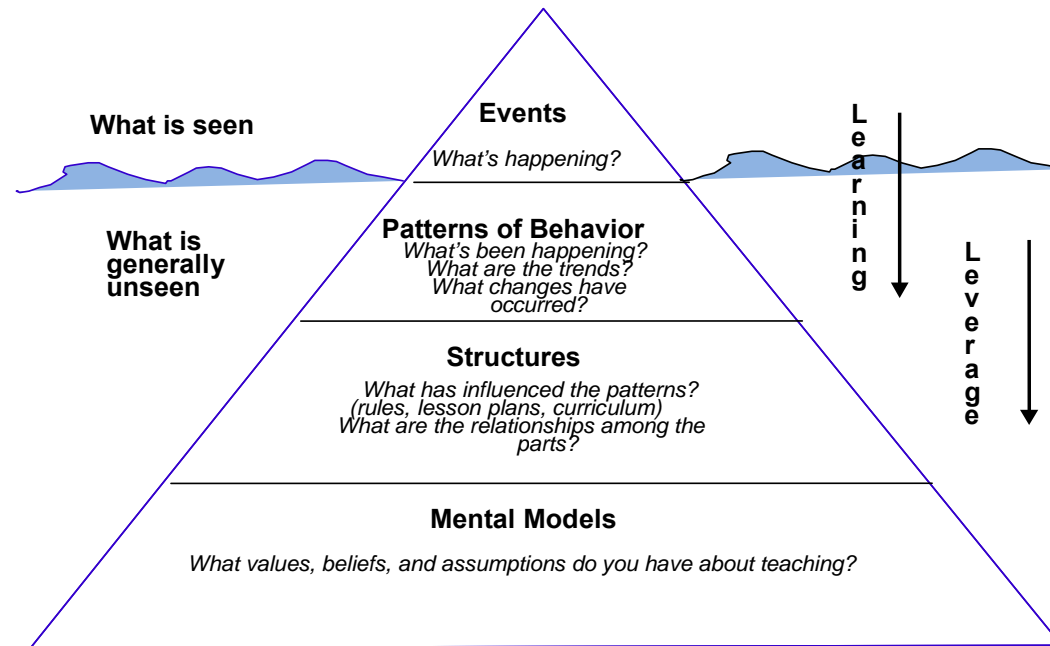 What is seen
Events
What's happening?
What is
generally
unseen
Patterns of Behavior
What's been happening?
What are the trends?
What changes have
occurred?
Structures
What has influenced the patterns?
(rules, lesson plans, curriculum)
What are the relationships among the
parts?
Mental Models
What values, beliefs, and assumptions do you have about teaching?
Learning
Leverage